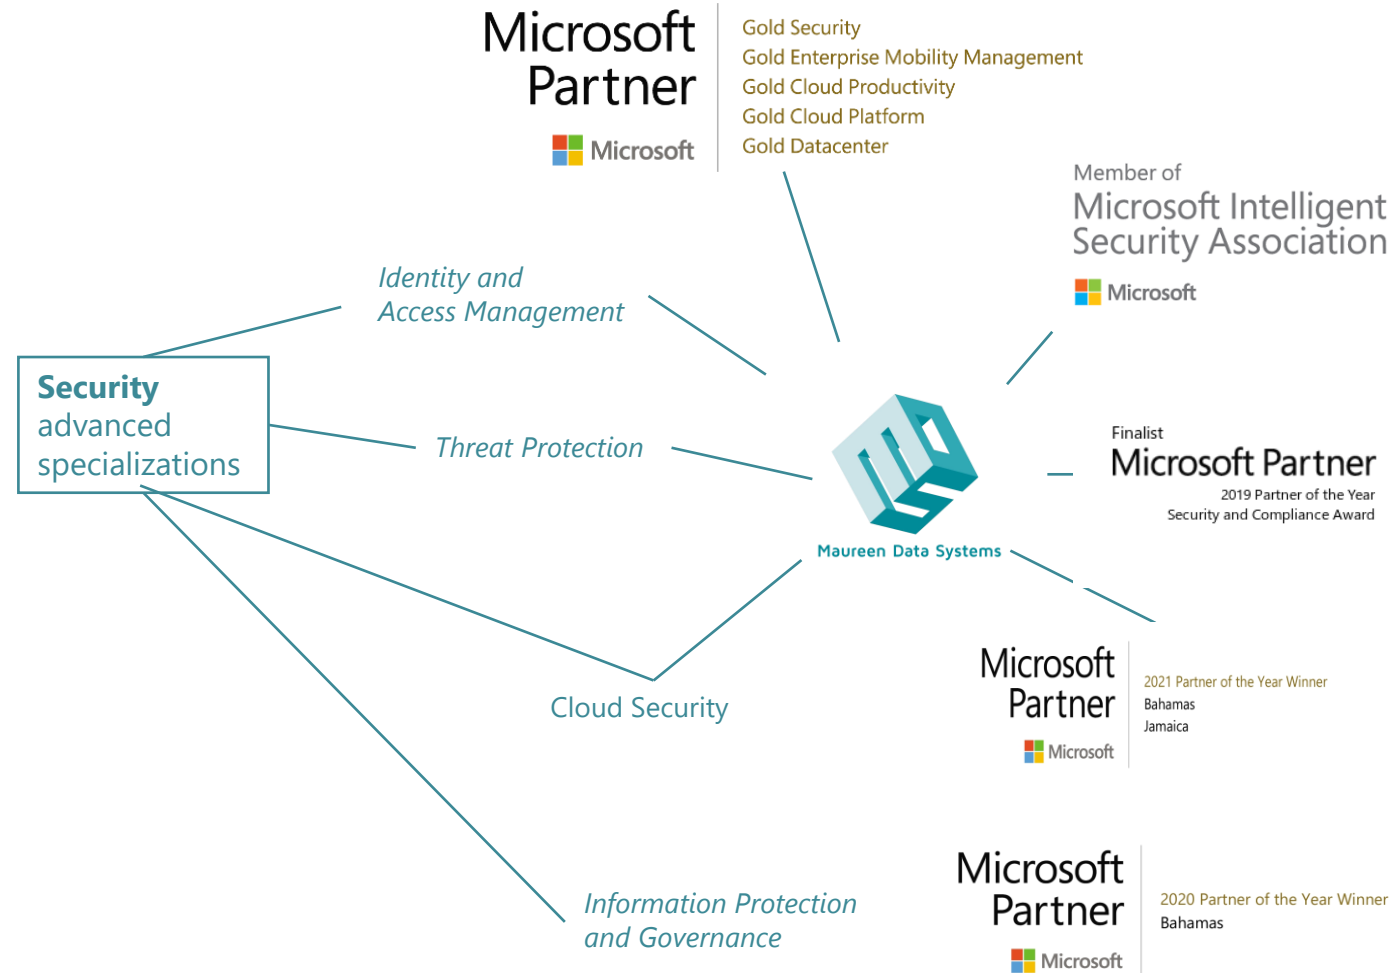 Microsoft
Partner
Microsoft
Gold Security
Gold Enterprise Mobility Management
Gold Cloud Productivity
Gold Cloud Platform
Gold Datacenter
Member of
Microsoft Intelligent
Security Association
Microsoft
Identity and
Access Management
Security
advanced
specializations
Threat Protection
Maureen Data Systems
Finalist
Microsoft Partner
2019 Partner of the Year
Security and Compliance Award
Cloud Security
Microsoft
Partner
Microsoft
2021 Partner of the Year Winner
Bahamas
Jamaica
Information Protection
and Governance
Microsoft
Partner
Microsoft
2020 Partner of the Year Winner
Bahamas